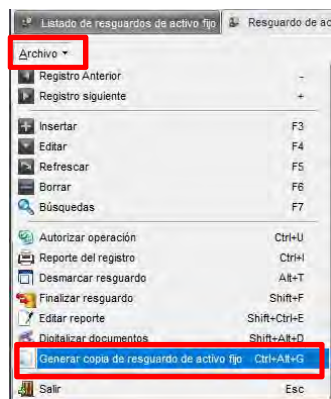 Listado de resguardos de activo fijo Resguardo de ac
Archivo
Registro Anterior -
Registro siguiente +
Insertar F3
Editar F4
Refrescar F5
Borrar F6
Búsquedas F7
Autorizar operación Ctrl+U
Reporte del registro Ctrl+I
Desmarcar resguardo Alt+T
Finalizar resguardo Shift+F
Editar reporte Shift+Ctrl+E
Digitalizar documentos Shift+Alt+D
Generar copia de resguardo de activo fijo Ctrl+Alt+G
Salir Esc